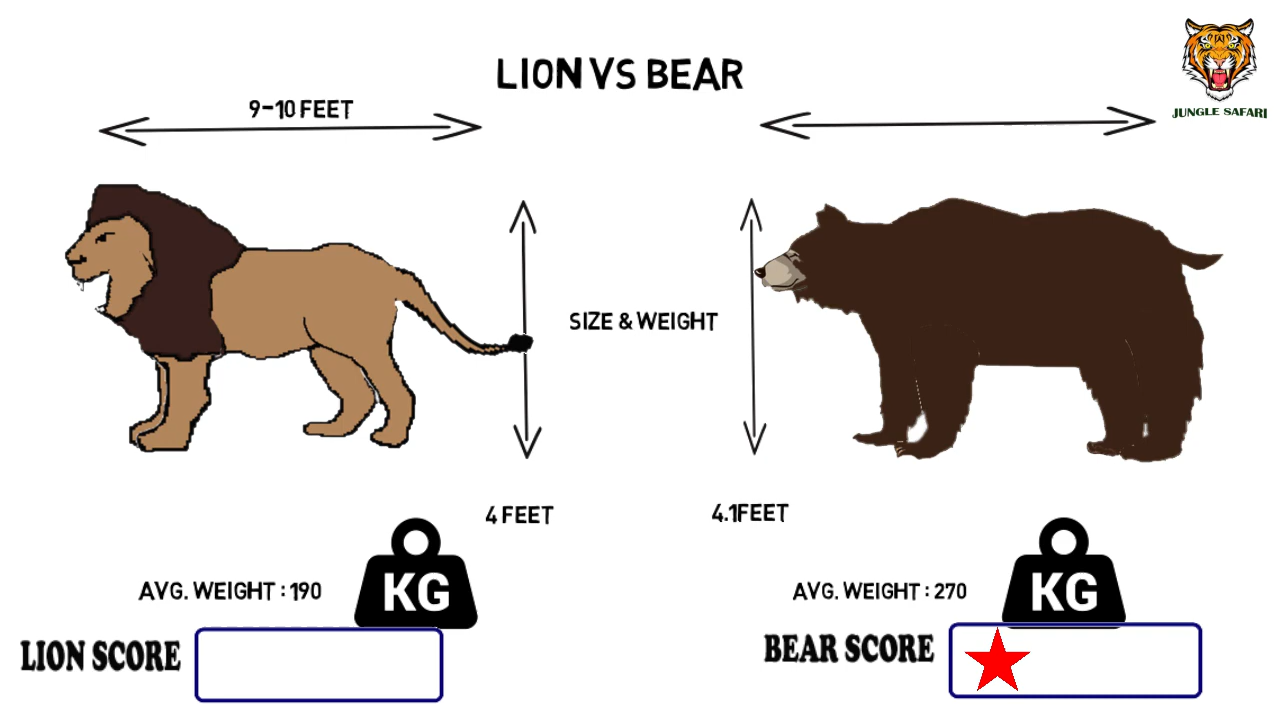 LION VS BEAR
JUNGLE SAFARI
9-10 FEET
SIZE & WEIGHT
4 FEET
4.1FEET
AVG. WEIGHT : 190
KG
AVG. WEIGHT : 270
KG
LION SCORE
BEAR SCORE